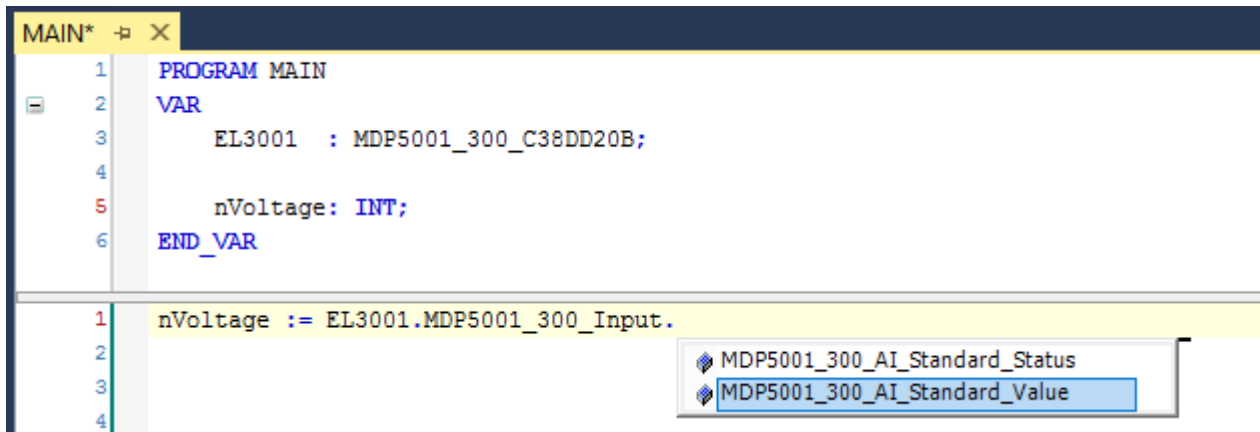 MAIN*
1 PROGRAM MAIN
2 VAR
3 EL3001 : MDP5001_300_C38DD20B;
4
5 nVoltage: INT;
6 END_VAR
1 nVoltage := EL3001.MDP5001_300_Input.
2 MDP5001_300_AI_Standard_Status
3 MDP5001_300_AI_Standard_Value
4